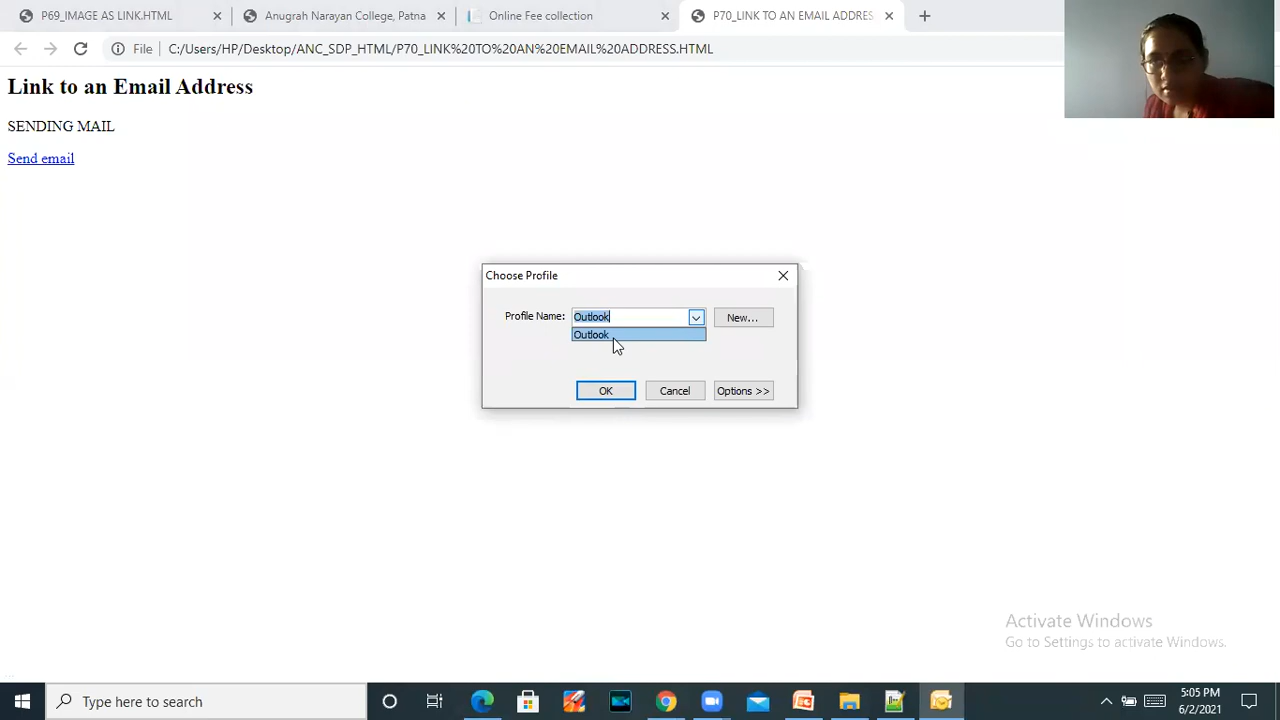 P69_IMAGE AS LINK.HTML
Anugrah Narayan College, Patna
Online Fee collection
P70_LINK TO AN EMAIL ADDRES
File
C:/Users/HP/Desktop/ANC_SDP_HTML/P70_LINK%20TO%20AN%20EMAIL%20ADDRESS.HTML
Link to an Email Address
SENDING MAIL
Send email
Choose Profile
Profile Name:
Outlook
New...
Outlook
OK
Cancel
Options >>
Activate Windows
Go to Settings to activate Windows.
Type here to search
5:05 PM
6/2/2021